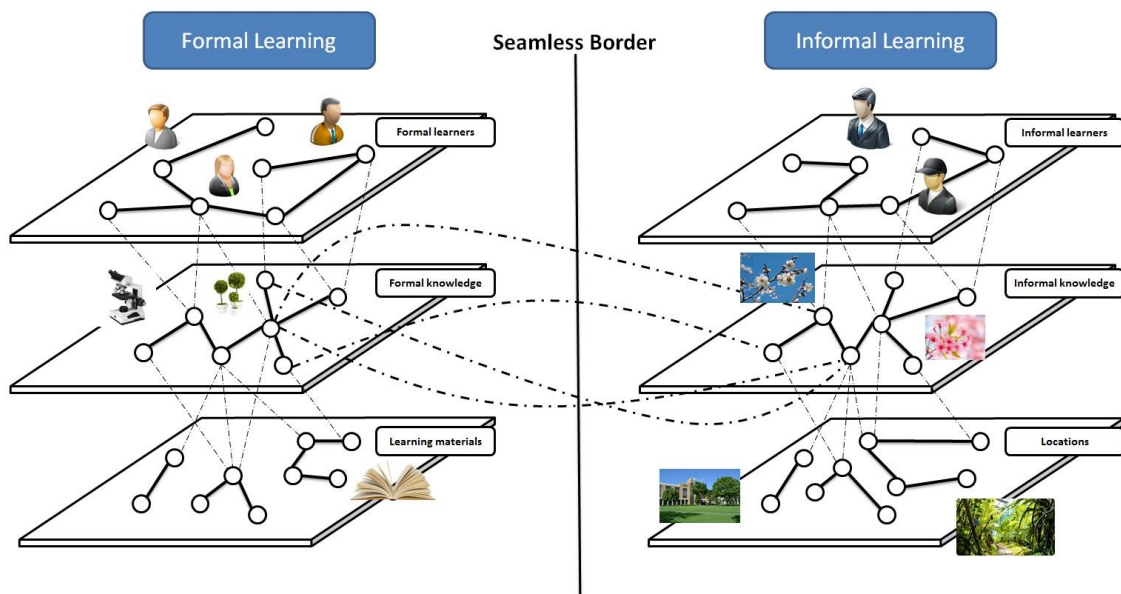 Formal Learning
Seamless Border
Informal Learning
Formal learners
Informal learners
Formal knowledge
Informal knowledge
Learning materials
Locations